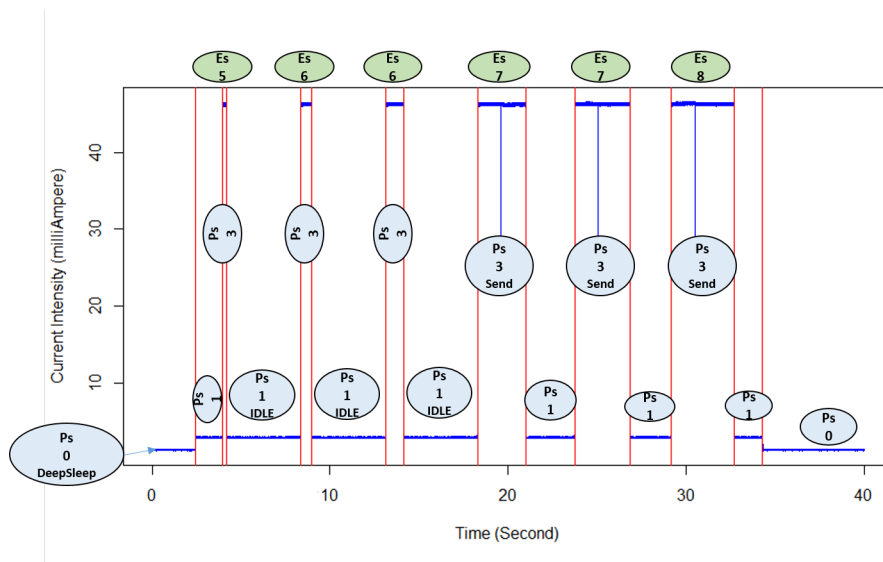 Es
5
Es
6
Es
6
Es
7
Es
7
Es
8
Current Intensity (milliAmpere)
40
30
20
10
Ps
3
Ps
3
Ps
3
Ps
3
Send
Ps
3
Send
Ps
3
Send
Ps
1
Ps
1
IDLE
Ps
1
IDLE
Ps
1
IDLE
Ps
1
Ps
1
Ps
1
Ps
0
Ps
0
DeepSleep
0
10
20
30
40
Time (Second)